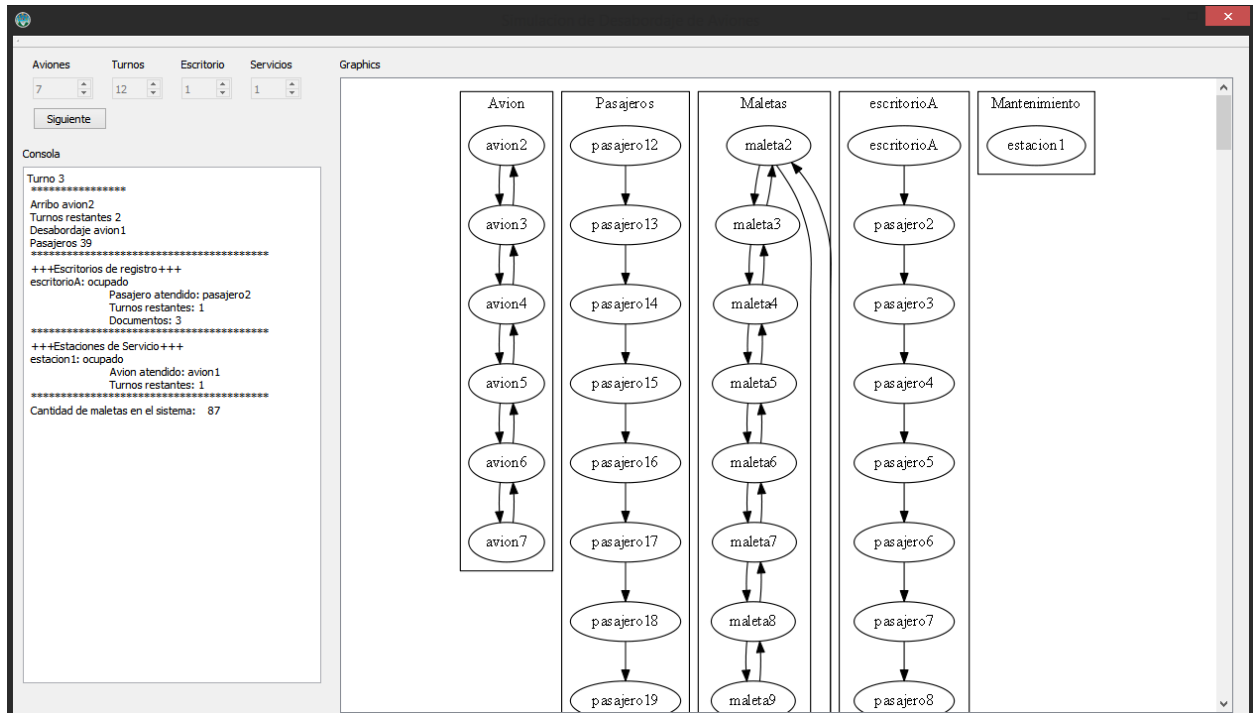 Aviones Turnos Escritorio Servicios
7 12 1 1
Siguiente
Consola
Turno 3
****************
Arribo avion2
Turnos restantes 2
Desabordaje avion1
Pasajeros 39
****************************************
+++Escritorios de registro+++
escritorioA: ocupado
Pasajero atendido: pasajero2
Turnos restantes: 1
Documentos: 3
****************************************
+++Estaciones de Servicio+++
estacion1: ocupado
Avion atendido: avion1
Turnos restantes: 1
****************************************
Cantidad de maletas en el sistema: 87
Graphics
Avion
avion2
avion3
avion4
avion5
avion6
avion7
Pasajeros
pasajero12
pasajero13
pasajero14
pasajero15
pasajero16
pasajero17
pasajero18
pasajero19
Maletas
maleta2
maleta3
maleta4
maleta5
maleta6
maleta7
maleta8
maleta9
escritorioA
escritorioA
pasajero2
pasajero3
pasajero4
pasajero5
pasajero6
pasajero7
pasajero8
Mantenimiento
estacion1